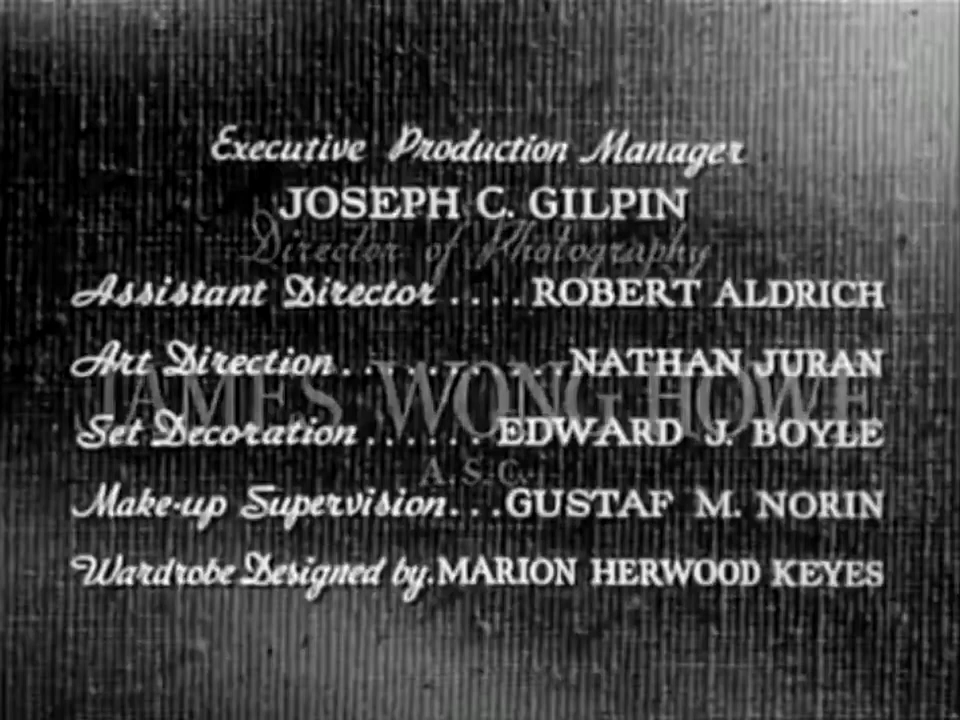 Executive Production Manager
JOSEPH C. GILPIN
Director of Photography
Assistant Director .... ROBERT ALDRICH
Art Direction........... NATHAN JURAN
JAMES WONG HOWE
Set Decoration...... EDWARD J. BOYLE
A.S.C.
Make-up Supervision... GUSTAF M. NORIN
Wardrobe Designed by. MARION HERWOOD KEYES